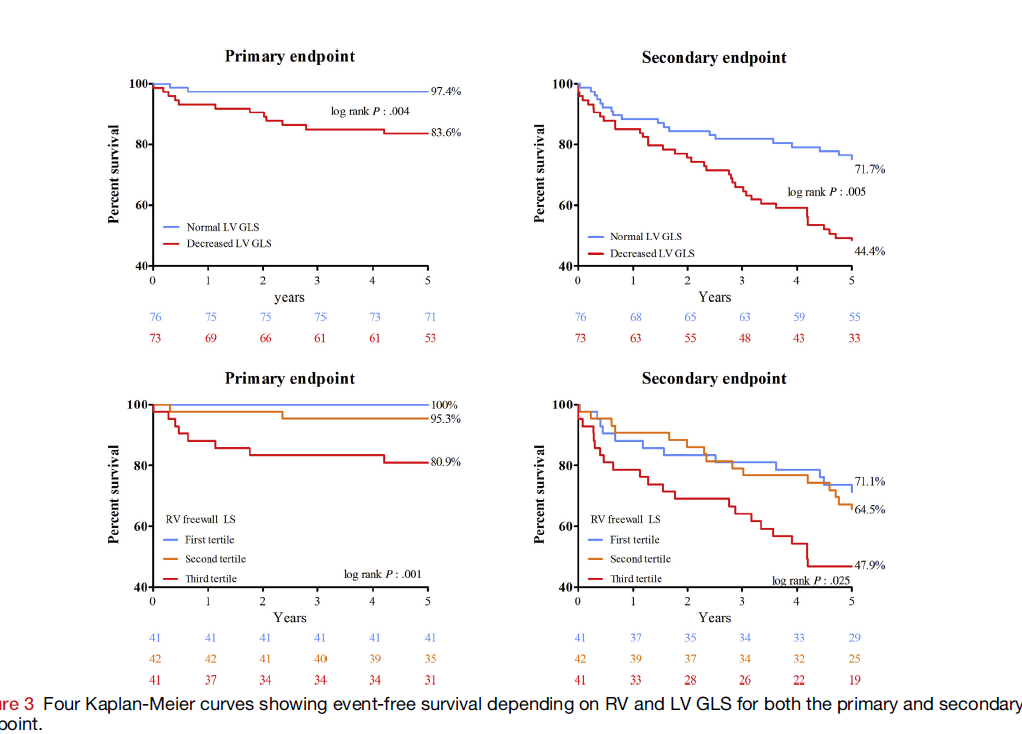 Primary endpoint
100
97.4%
log rank P : .004
83.6%
80
Percent survival
60
Normal LV GLS
Decreased LV GLS
40
0 1 2 3 4 5
years
76 75 75 75 73 71
73 69 66 61 61 53
Secondary endpoint
100
80
71.7%
log rank P : .005
Percent survival
60
Normal LV GLS
Decreased LV GLS
44.4%
40
0 1 2 3 4 5
Years
76 68 65 63 59 55
73 63 55 48 43 33
Primary endpoint
100
100%
95.3%
80
80.9%
Percent survival
60
RV freewall LS
First tertile
Second tertile
Third tertile
log rank P : .001
40
0 1 2 3 4 5
Years
41 41 41 41 41 41
42 42 41 40 39 35
41 37 34 34 34 31
Secondary endpoint
100
80
71.1%
64.5%
Percent survival
60
RV freewall LS
First tertile
Second tertile
Third tertile
47.9%
log rank P : .025
40
0 1 2 3 4 5
Years
41 37 35 34 33 29
42 39 37 34 32 25
41 33 28 26 22 19
ure 3 Four Kaplan-Meier curves showing event-free survival depending on RV and LV GLS for both the primary and secondary
point.